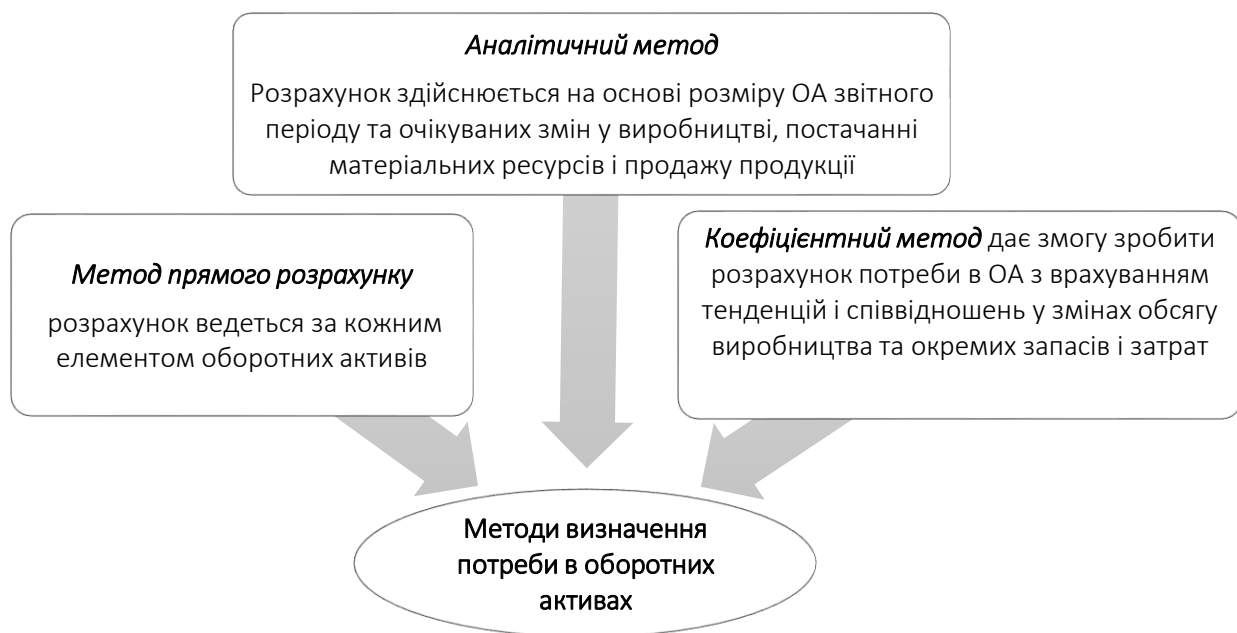 Аналітичний метод
Розрахунок здійснюється на основі розміру ОА звітного
періоду та очікуваних змін у виробництві, постачанні
матеріальних ресурсів і продажу продукції
Метод прямого розрахунку
розрахунок ведеться за кожним
елементом оборотних активів
Коефіцієнтний метод дає змогу зробити
розрахунок потреби в ОА з врахуванням
тенденцій і співвідношень у змінах обсягу
виробництва та окремих запасів і затрат
Методи визначення
потреби в оборотних
активах